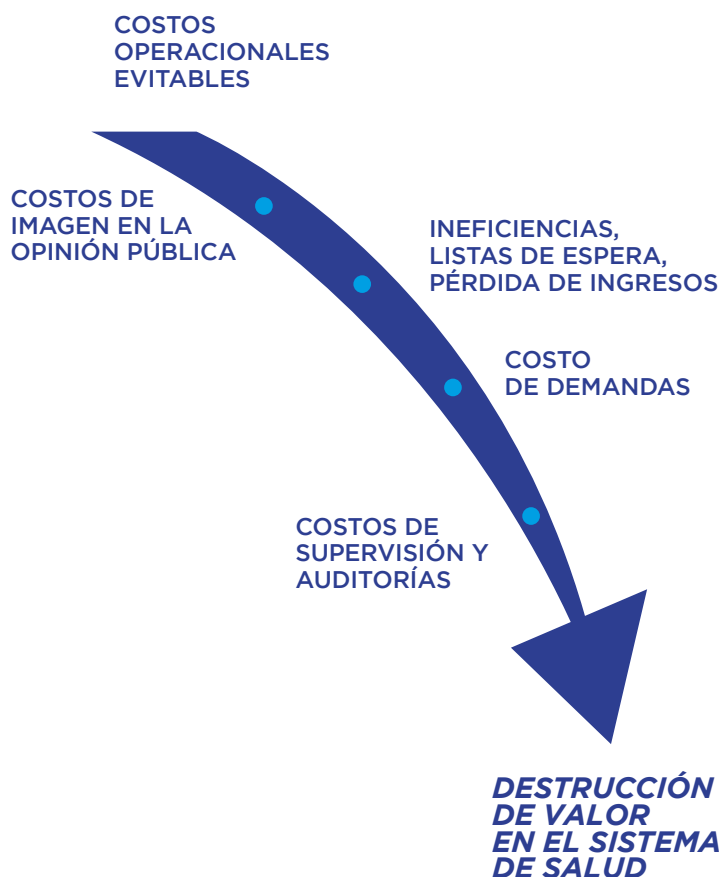 COSTOS
OPERACIONALES
EVITABLES
COSTOS DE
IMAGEN EN LA
OPINIÓN PÚBLICA
INEFICIENCIAS,
LISTAS DE ESPERA,
PÉRDIDA DE INGRESOS
COSTO
DE DEMANDAS
COSTOS DE
SUPERVISIÓN Y
AUDITORÍAS
DESTRUCCIÓN
DE VALOR
EN EL SISTEMA
DE SALUD